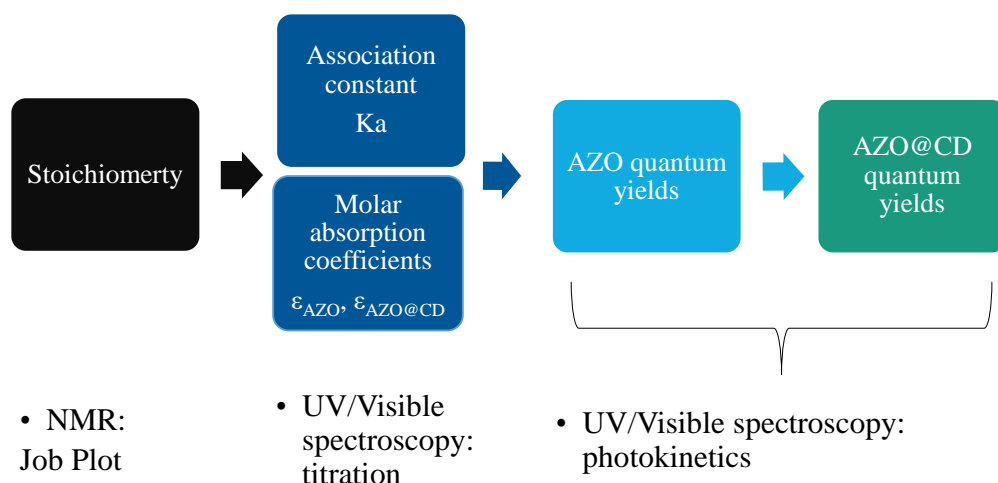 Stoichiomerty
Association
constant
Ka
Molar
absorption
coefficients
εAZO, εAZO@CD
AZO quantum
yields
AZO@CD
quantum
yields
• NMR:
Job Plot
• UV/Visible
spectroscopy:
titration
• UV/Visible spectroscopy:
photokinetics